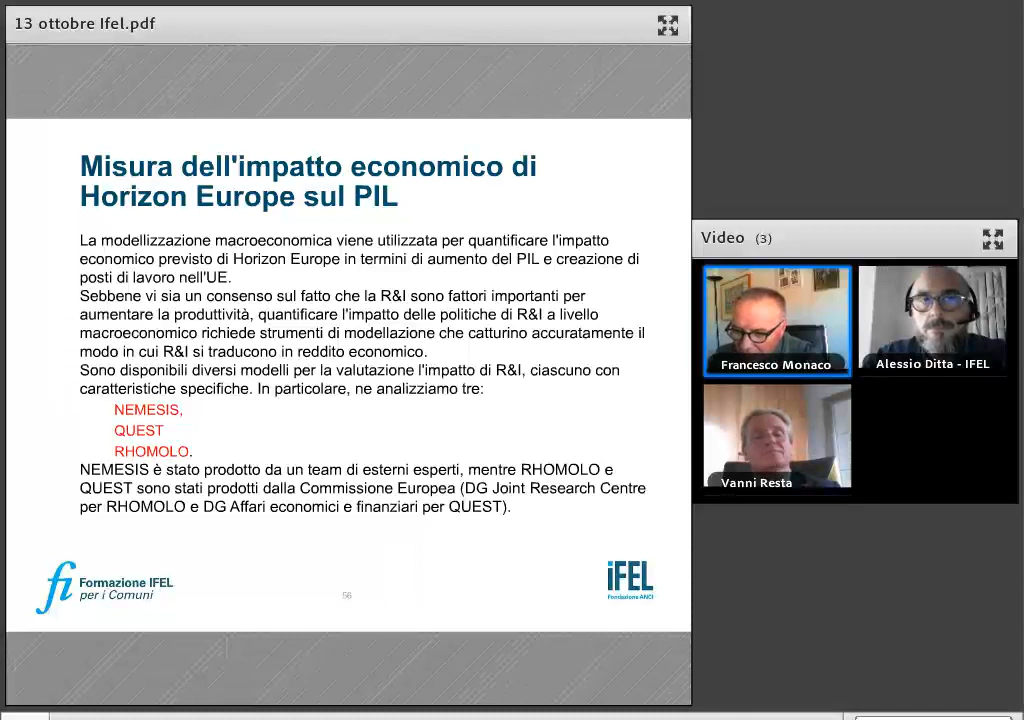 13 ottobre Ifel.pdf
Misura dell'impatto economico di
Horizon Europe sul PIL
La modellizzazione macroeconomica viene utilizzata per quantificare l'impatto
economico previsto di Horizon Europe in termini di aumento del PIL e creazione di
posti di lavoro nell'UE.
Sebbene vi sia un consenso sul fatto che la R&I sono fattori importanti per
aumentare la produttività, quantificare l'impatto delle politiche di R&I a livello
macroeconomico richiede strumenti di modellazione che catturino accuratamente il
modo in cui R&I si traducono in reddito economico.
Sono disponibili diversi modelli per la valutazione l'impatto di R&I, ciascuno con
caratteristiche specifiche. In particolare, ne analizziamo tre:
NEMESIS,
QUEST
RHOMOLO.
NEMESIS è stato prodotto da un team di esterni esperti, mentre RHOMOLO e
QUEST sono stati prodotti dalla Commissione Europea (DG Joint Research Centre
per RHOMOLO e DG Affari economici e finanziari per QUEST).
fi Formazione IFEL
per i Comuni
56
iFEL
Fondazione ANCI
Video (3)
Francesco Monaco
Alessio Ditta - IFEL
Vanni Resta